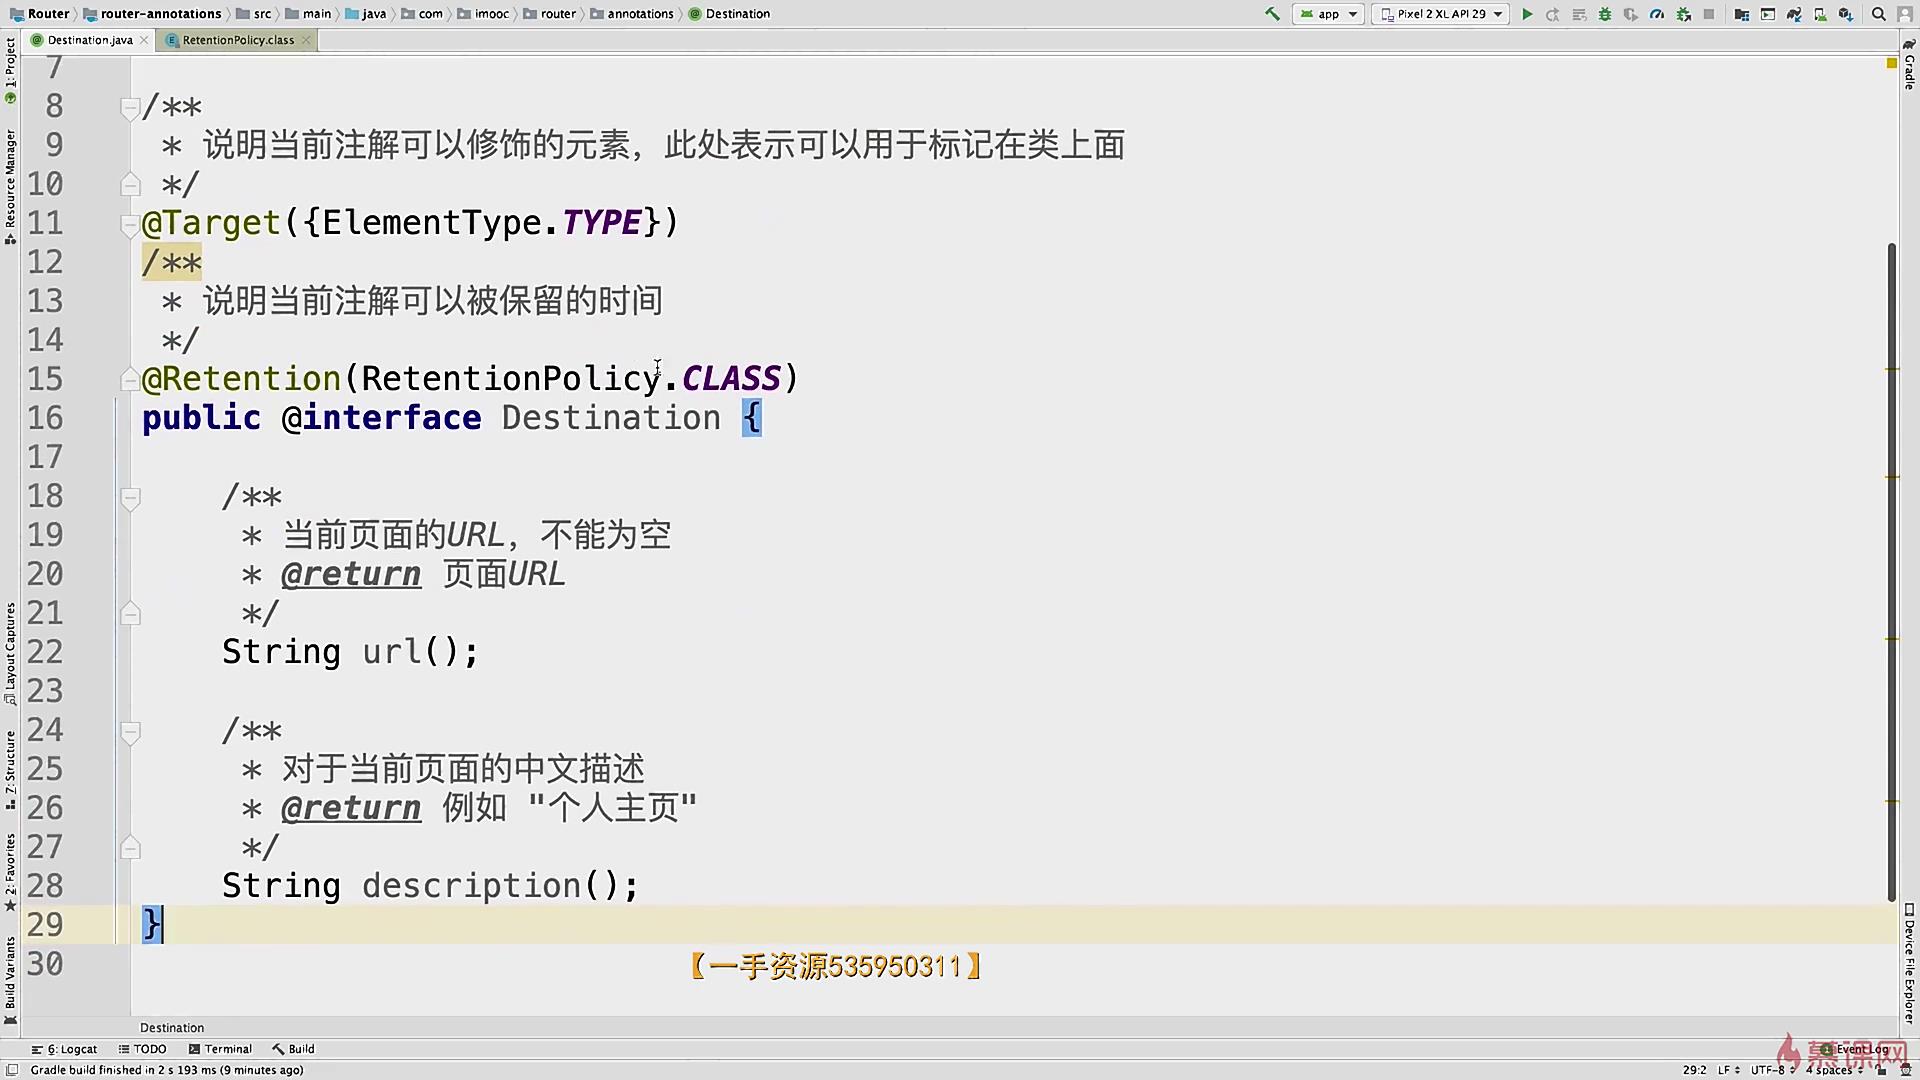 Router router-annotations src main java com imooc router annotations Destination app Pixel 2 XL API 29
Destination.java RetentionPolicy.class
1: Project
Resource Manager
Layout Captures
7: Structure
2: Favorites
Build Variants
Gradle
Device File Explorer
7
8 /**
9 * 说明当前注解可以修饰的元素，此处表示可以用于标记在类上面
10 */
11 @Target({ElementType.TYPE})
12 /**
13 * 说明当前注解可以被保留的时间
14 */
15 @Retention(RetentionPolicy.CLASS)
16 public @interface Destination {
17
18 /**
19 * 当前页面的URL，不能为空
20 * @return 页面URL
21 */
22 String url();
23
24 /**
25 * 对于当前页面的中文描述
26 * @return 例如 "个人主页"
27 */
28 String description();
29 }
30
【一手资源535950311】
Destination
6: Logcat TODO Terminal Build Event Log
慕课网
Gradle build finished in 2 s 193 ms (9 minutes ago) 29:2 LF UTF-8 4 spaces